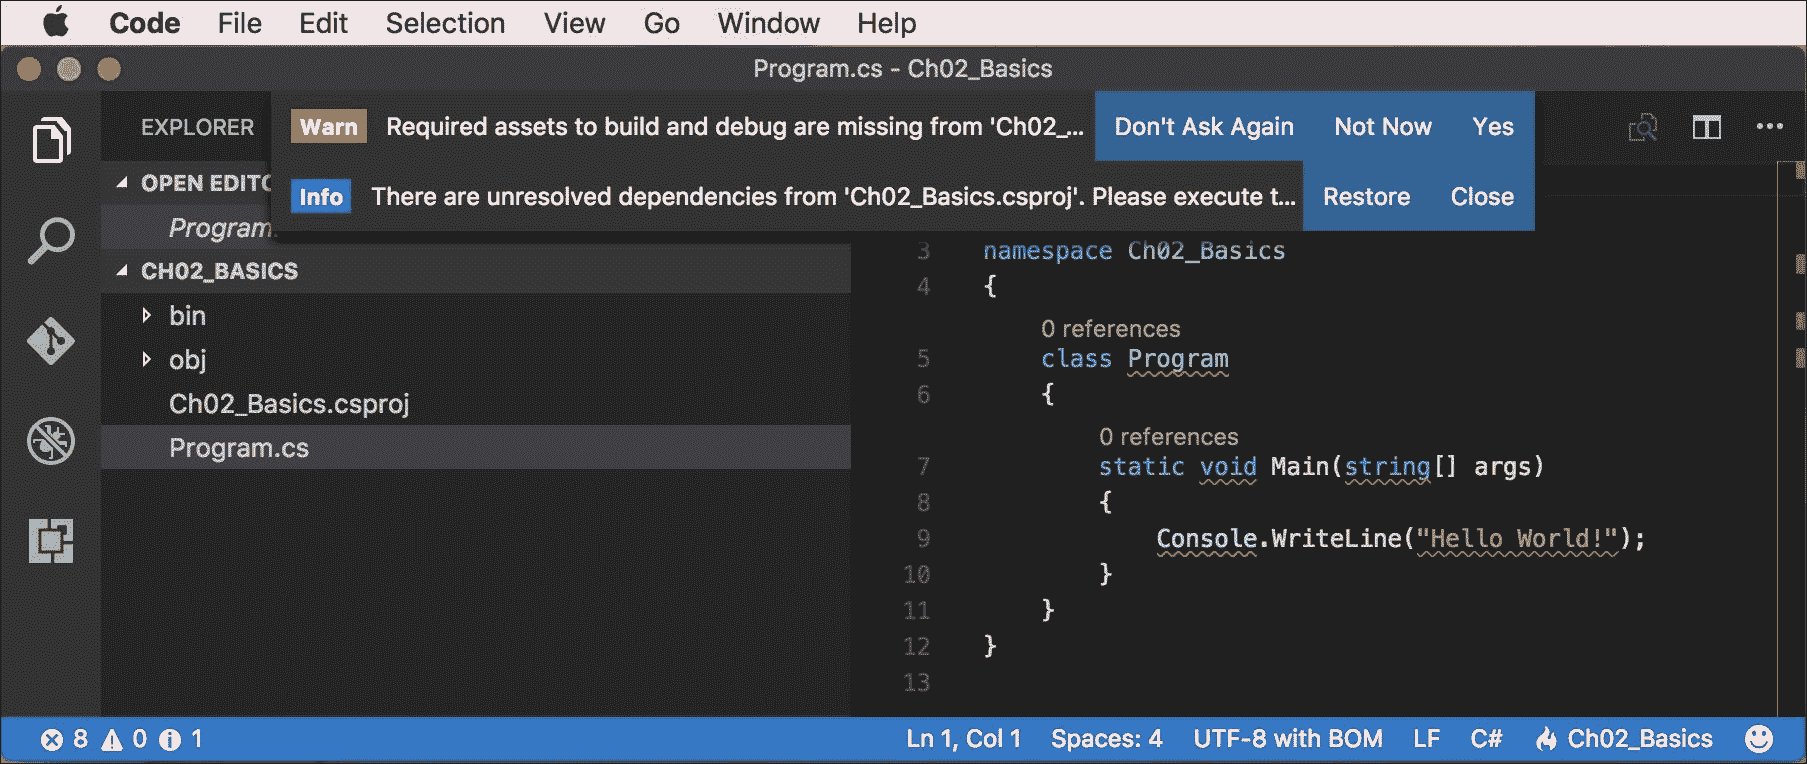 Code File Edit Selection View Go Window Help
Program.cs - Ch02_Basics
EXPLORER
Warn Required assets to build and debug are missing from 'Ch02_... Don't Ask Again Not Now Yes
OPEN EDITO
Info There are unresolved dependencies from 'Ch02_Basics.csproj'. Please execute t... Restore Close
Program.
CH02_BASICS
bin
obj
Ch02_Basics.csproj
Program.cs
3 namespace Ch02_Basics
4 {
0 references
5 class Program
6 {
0 references
7 static void Main(string[] args)
8 {
9 Console.WriteLine("Hello World!");
10 }
11 }
12 }
13
8 0 1 Ln 1, Col 1 Spaces: 4 UTF-8 with BOM LF C# Ch02_Basics